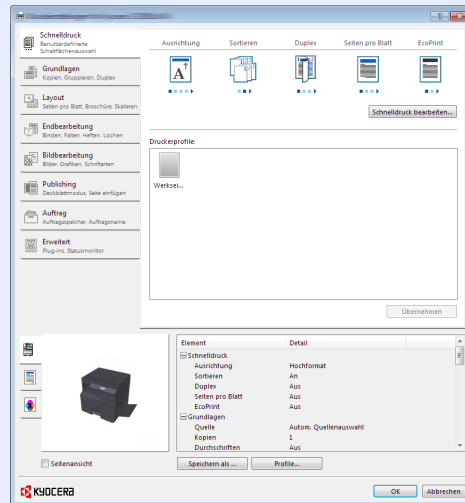 Schnelldruck
Benutzerdefinierte
Schaltflächenauswahl
Grundlagen
Kopien, Gruppieren, Duplex
Layout
Seiten pro Blatt, Broschüre, Skalieren
Endbearbeitung
Binden, Falten, Heften, Lochen
Bildbearbeitung
Bilder, Grafiken, Schriftarten
Publishing
Deckblattmodus, Seite einfügen
Auftrag
Auftragsspeicher, Auftragsname
Erweitert
Plug-ins, Statusmonitor
Ausrichtung Sortieren Duplex Seiten pro Blatt EcoPrint
A
Schnelldruck bearbeiten...
Druckerprofile:
Werksei...
Übernehmen
Element Detail
Schnelldruck
Ausrichtung Hochformat
Sortieren An
Duplex Aus
Seiten pro Blatt Aus
EcoPrint Aus
Grundlagen
Quelle Autom. Quellenauswahl
Kopien 1
Durchschriften Aus
Seitenansicht
Speichern als ... Profile...
KYOCERA
OK Abbrechen